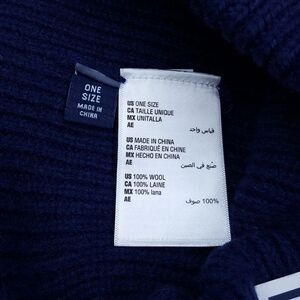 ONE
SIZE
MADE IN
CHINA
US ONE SIZE
CA TAILLE UNIQUE
MX UNITALLA
AE
قياس واحد
US MADE IN CHINA
CA FABRIQUÉ EN CHINE
MX HECHO EN CHINA
AE
صنع في الصين
US 100% WOOL
CA 100% LAINE
MX 100% lana
AE
100% صوف